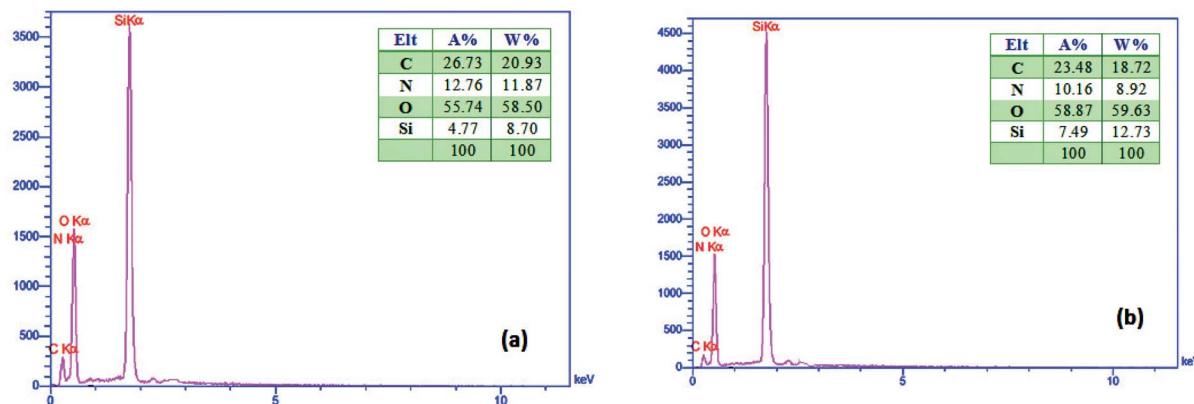 SiKα
3500
3000
2500
2000
1500
1000
500
0
O Kα
N Kα
C Kα
Elt A% W%
C 26.73 20.93
N 12.76 11.87
O 55.74 58.50
Si 4.77 8.70
100 100
(a)
keV
0 5 10
SiKα
4500
4000
3500
3000
2500
2000
1500
1000
500
0
O Kα
N Kα
C Kα
Elt A% W%
C 23.48 18.72
N 10.16 8.92
O 58.87 59.63
Si 7.49 12.73
100 100
(b)
keV
0 5 10